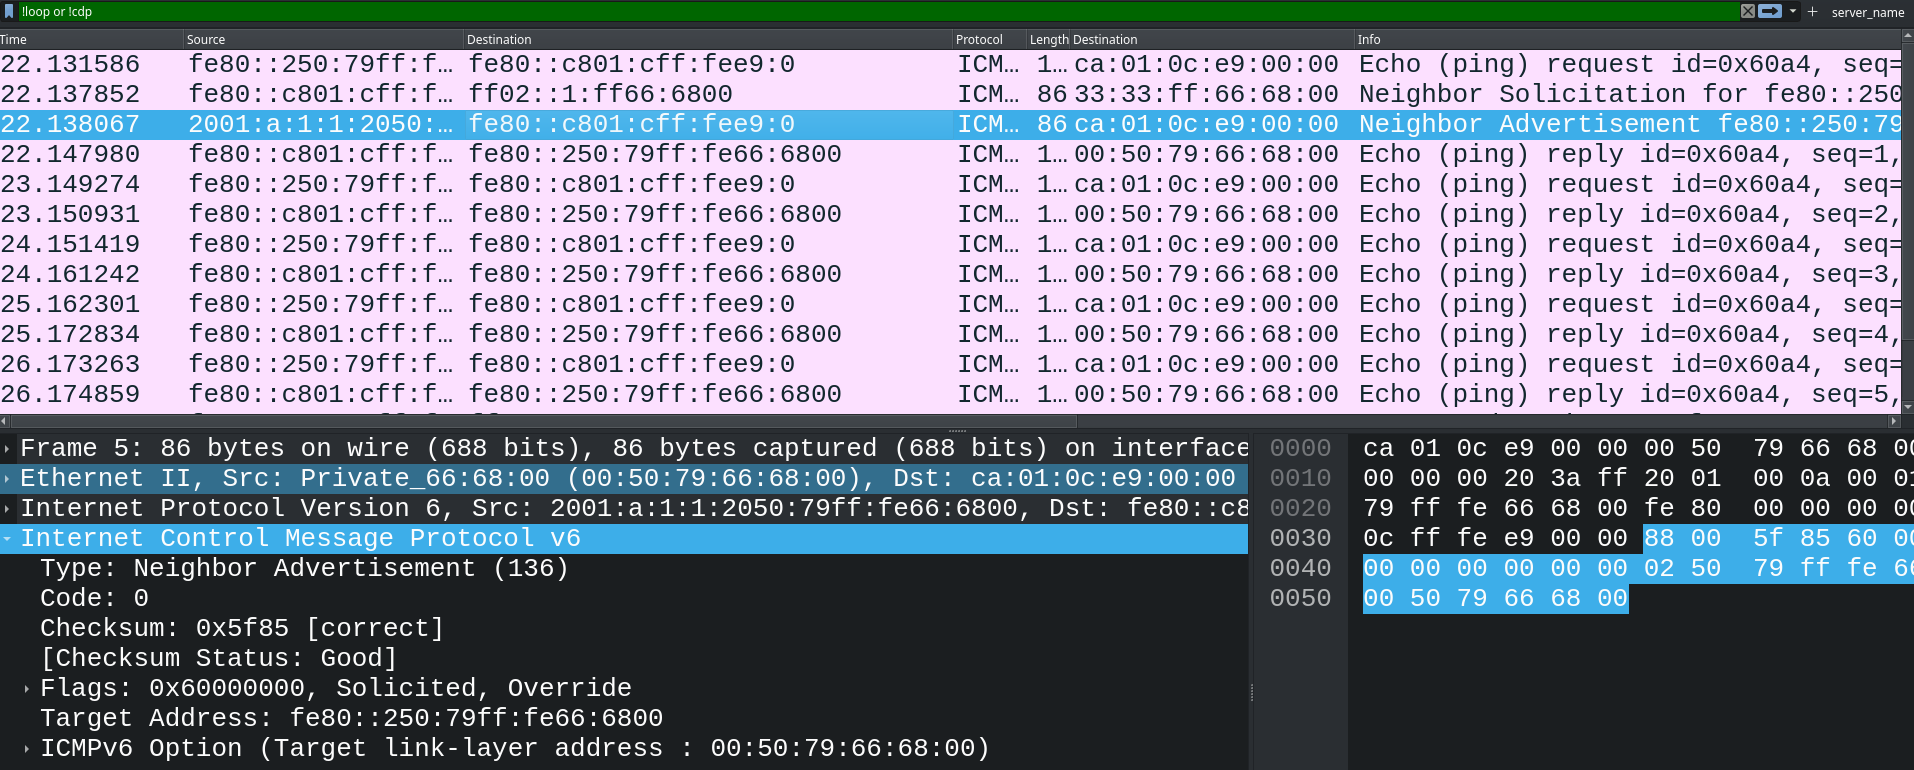 !loop or !cdp server_name
Time Source Destination Protocol Length Destination Info
22.131586 fe80::250:79ff:f… fe80::c801:cff:fee9:0 ICM… 1… ca:01:0c:e9:00:00 Echo (ping) request id=0x60a4, seq=
22.137852 fe80::c801:cff:f… ff02::1:ff66:6800 ICM… 86 33:33:ff:66:68:00 Neighbor Solicitation for fe80::250
22.138067 2001:a:1:1:2050:… fe80::c801:cff:fee9:0 ICM… 86 ca:01:0c:e9:00:00 Neighbor Advertisement fe80::250:79
22.147980 fe80::c801:cff:f… fe80::250:79ff:fe66:6800 ICM… 1… 00:50:79:66:68:00 Echo (ping) reply id=0x60a4, seq=1,
23.149274 fe80::250:79ff:f… fe80::c801:cff:fee9:0 ICM… 1… ca:01:0c:e9:00:00 Echo (ping) request id=0x60a4, seq=
23.150931 fe80::c801:cff:f… fe80::250:79ff:fe66:6800 ICM… 1… 00:50:79:66:68:00 Echo (ping) reply id=0x60a4, seq=2,
24.151419 fe80::250:79ff:f… fe80::c801:cff:fee9:0 ICM… 1… ca:01:0c:e9:00:00 Echo (ping) request id=0x60a4, seq=
24.161242 fe80::c801:cff:f… fe80::250:79ff:fe66:6800 ICM… 1… 00:50:79:66:68:00 Echo (ping) reply id=0x60a4, seq=3,
25.162301 fe80::250:79ff:f… fe80::c801:cff:fee9:0 ICM… 1… ca:01:0c:e9:00:00 Echo (ping) request id=0x60a4, seq=
25.172834 fe80::c801:cff:f… fe80::250:79ff:fe66:6800 ICM… 1… 00:50:79:66:68:00 Echo (ping) reply id=0x60a4, seq=4,
26.173263 fe80::250:79ff:f… fe80::c801:cff:fee9:0 ICM… 1… ca:01:0c:e9:00:00 Echo (ping) request id=0x60a4, seq=
26.174859 fe80::c801:cff:f… fe80::250:79ff:fe66:6800 ICM… 1… 00:50:79:66:68:00 Echo (ping) reply id=0x60a4, seq=5,
Frame 5: 86 bytes on wire (688 bits), 86 bytes captured (688 bits) on interface
Ethernet II, Src: Private_66:68:00 (00:50:79:66:68:00), Dst: ca:01:0c:e9:00:00
Internet Protocol Version 6, Src: 2001:a:1:1:2050:79ff:fe66:6800, Dst: fe80::c8
Internet Control Message Protocol v6
Type: Neighbor Advertisement (136)
Code: 0
Checksum: 0x5f85 [correct]
[Checksum Status: Good]
Flags: 0x60000000, Solicited, Override
Target Address: fe80::250:79ff:fe66:6800
ICMPv6 Option (Target link-layer address : 00:50:79:66:68:00)
0000 ca 01 0c e9 00 00 00 50 79 66 68 00
0010 00 00 00 20 3a ff 20 01 00 0a 00 01
0020 79 ff fe 66 68 00 fe 80 00 00 00 00
0030 0c ff fe e9 00 00 88 00 5f 85 60 00
0040 00 00 00 00 00 00 02 50 79 ff fe 66
0050 00 50 79 66 68 00